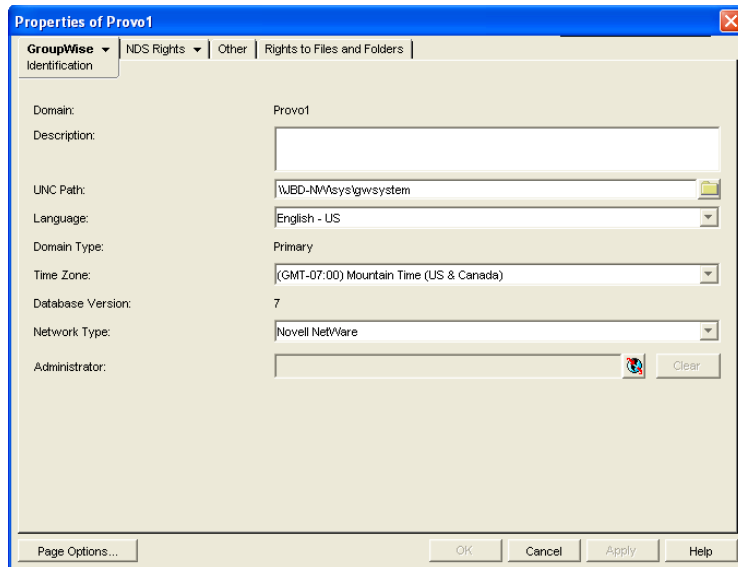 Properties of Provo1
GroupWise NDS Rights Other Rights to Files and Folders
Identification
Domain: Provo1
Description:
UNC Path: \\JBD-NW\sys\gwsystem
Language: English - US
Domain Type: Primary
Time Zone: (GMT-07:00) Mountain Time (US & Canada)
Database Version: 7
Network Type: Novell NetWare
Administrator: Clear
Page Options... OK Cancel Apply Help